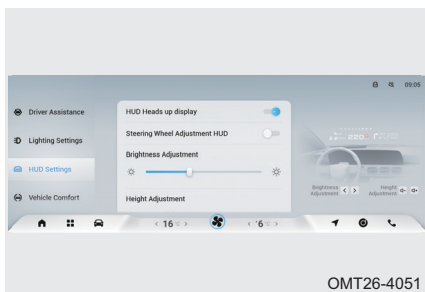 09:05
Driver Assistance
Lighting Settings
HUD Settings
Vehicle Comfort
HUD Heads up display
Steering Wheel Adjustment HUD
Brightness Adjustment
Height Adjustment
Brightness Adjustment
Height Adjustment
16
OMT26-4051